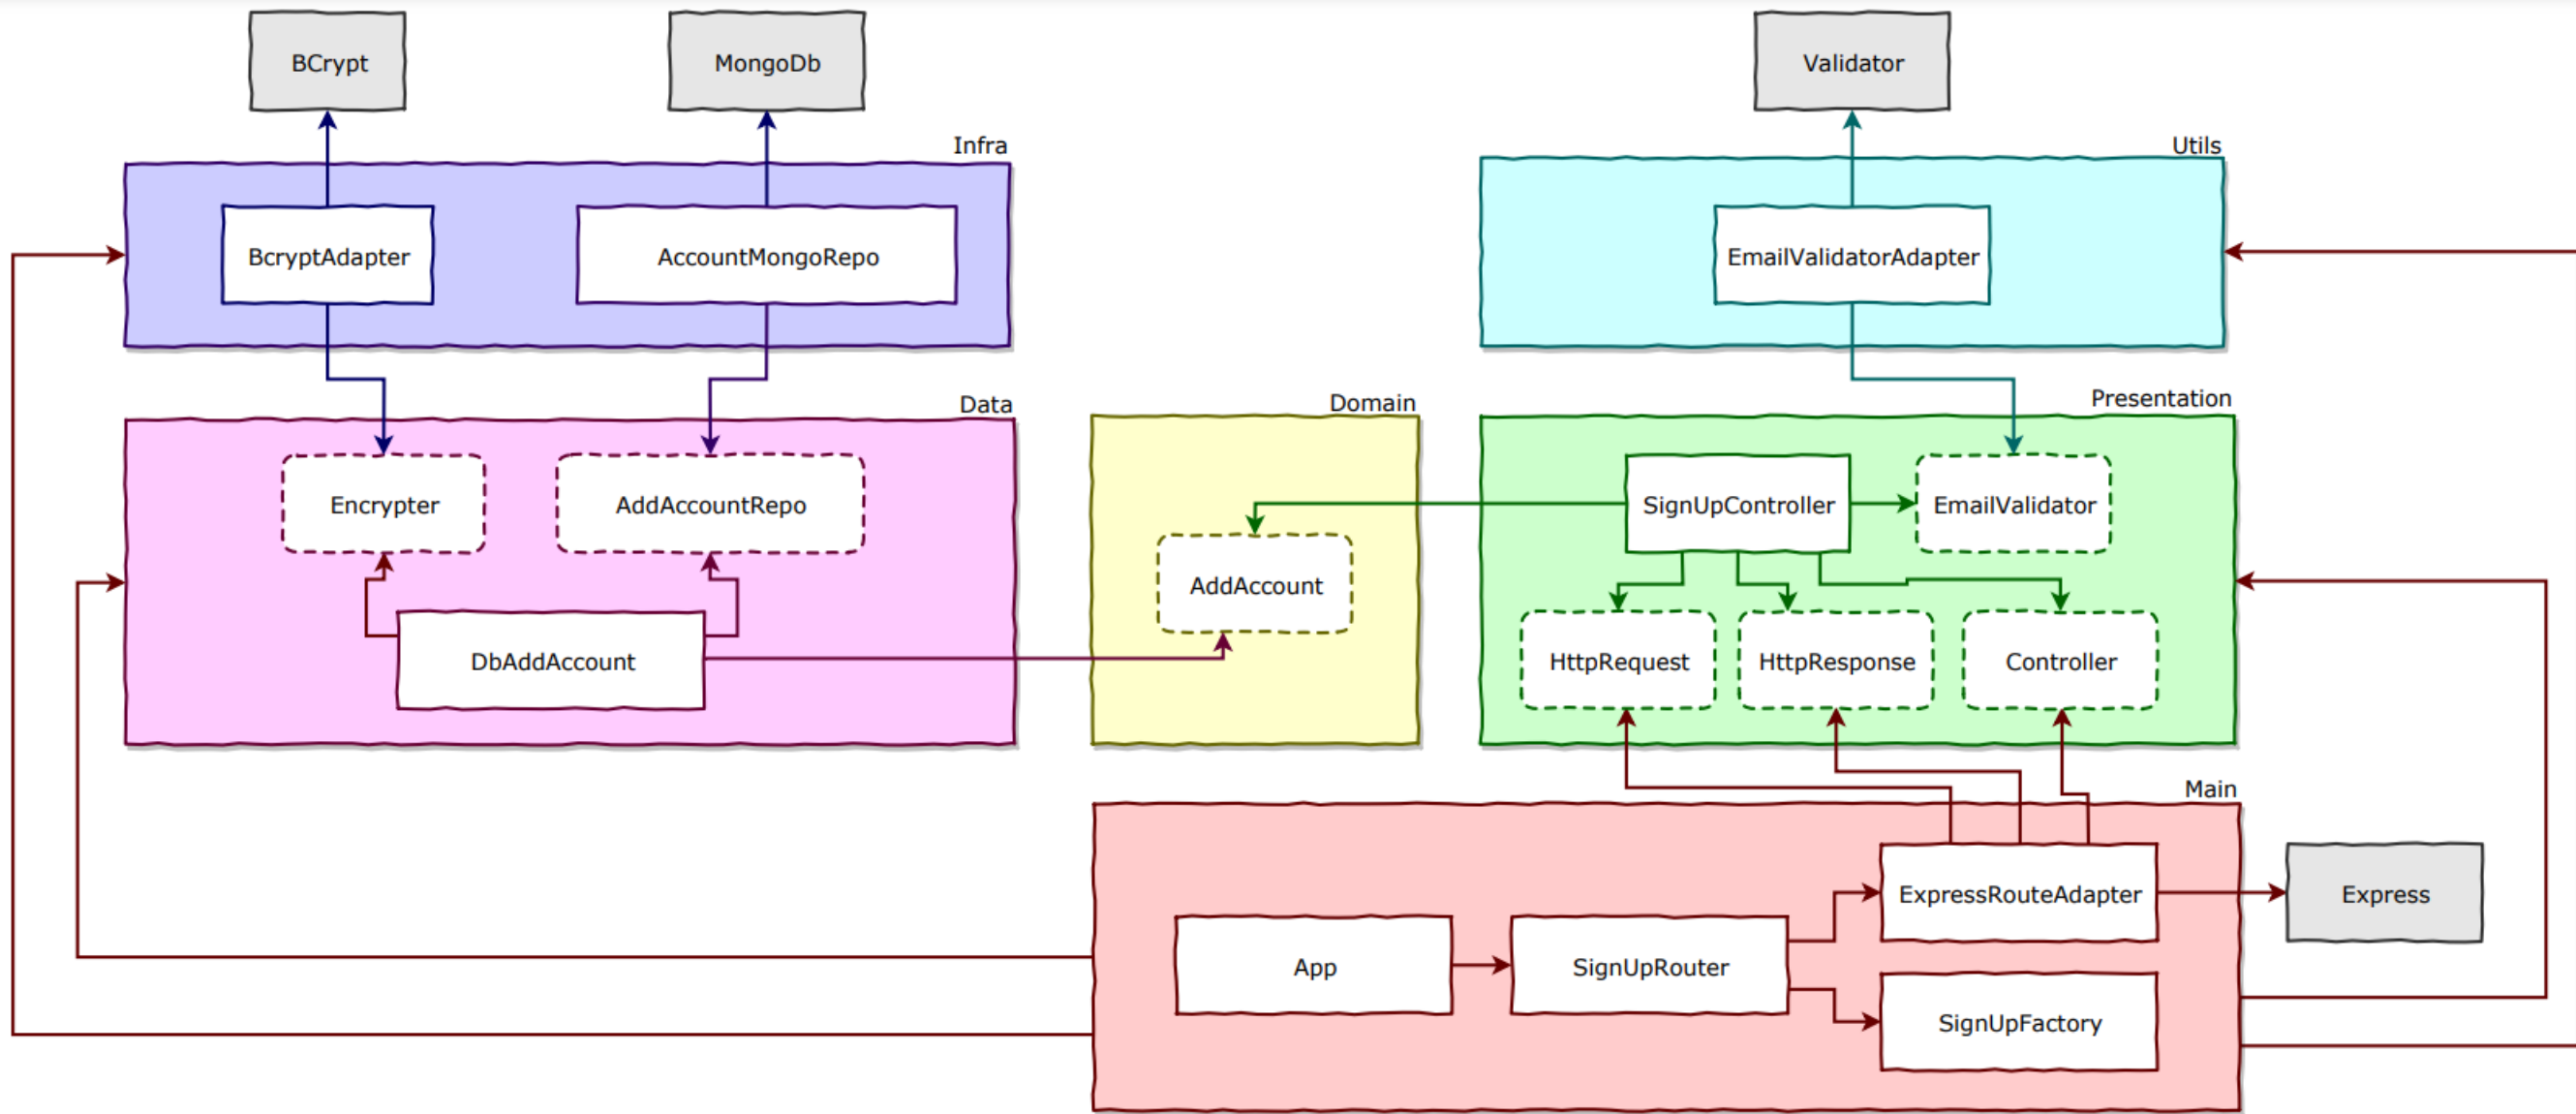 BCrypt
MongoDb
Validator
Infra
Utils
BcryptAdapter
AccountMongoRepo
EmailValidatorAdapter
Data
Domain
Presentation
Encrypter
AddAccountRepo
SignUpController
EmailValidator
AddAccount
DbAddAccount
HttpRequest
HttpResponse
Controller
Main
ExpressRouteAdapter
Express
App
SignUpRouter
SignUpFactory